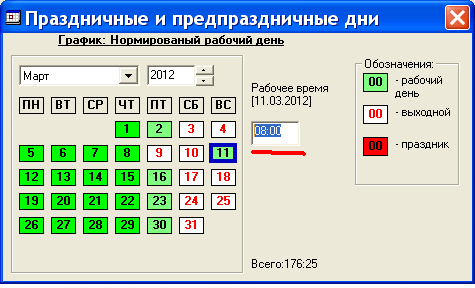 Праздничные и предпраздничные дни
График: Нормированый рабочий день
Март 2012
ПН ВТ СР ЧТ ПТ СБ ВС
1 2 3 4
5 6 7 8 9 10 11
12 13 14 15 16 17 18
19 20 21 22 23 24 25
26 27 28 29 30 31
Рабочее время
[11.03.2012]
08:00
Всего:176:25
Обозначения:
00 - рабочий
день
00 - выходной
00 - праздник